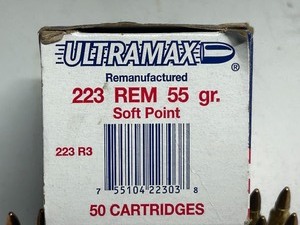 ULTRAMAX®
Remanufactured
223 REM 55 gr.
Soft Point
223 R3
7 55104 22303 8
50 CARTRIDGES